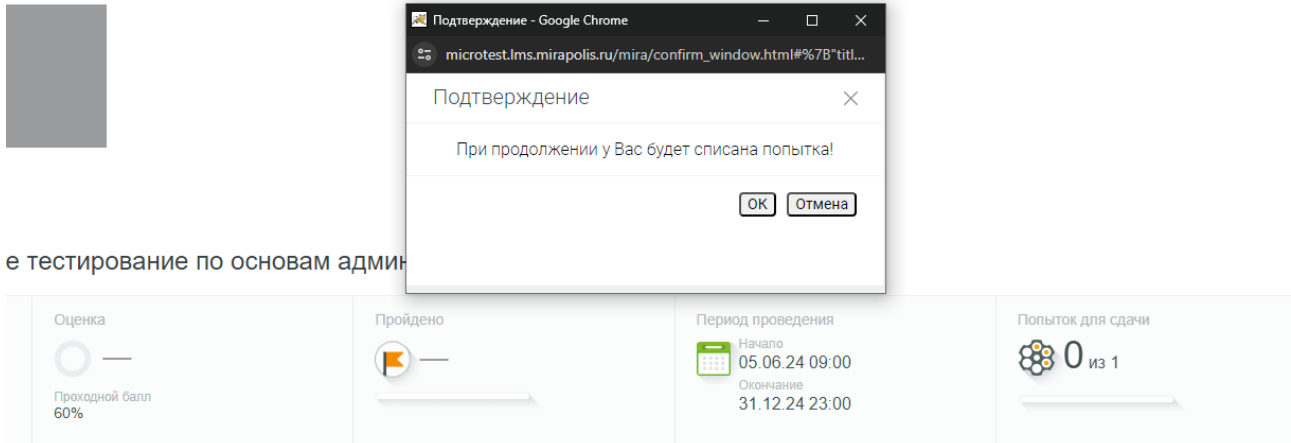 Подтверждение - Google Chrome
microtest.lms.mirapolis.ru/mira/confirm_window.html#%7B"titl...
Подтверждение
При продолжении у Вас будет списана попытка!
ОК Отмена
е тестирование по основам админ
Оценка
—
Проходной балл
60%
Пройдено
—
Период проведения
Начало
05.06.24 09:00
Окончание
31.12.24 23:00
Попыток для сдачи
0 из 1